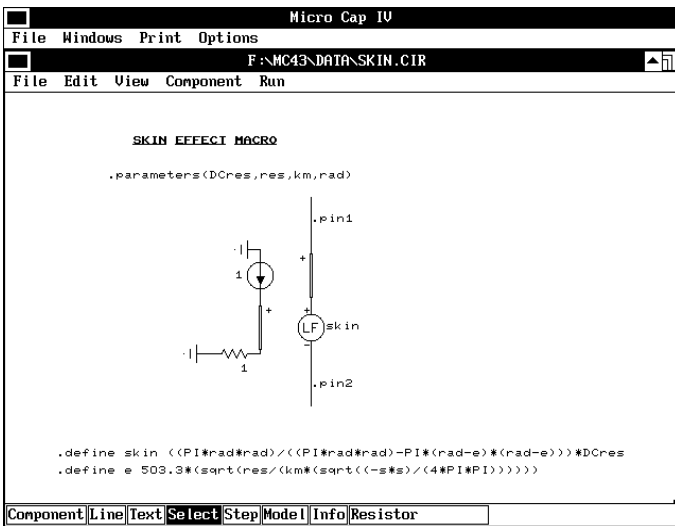 Micro Cap IV
File Windows Print Options
F:\MC43\DATA\SKIN.CIR
File Edit View Component Run
SKIN EFFECT MACRO
.parameters(DCres,res,km,rad)
.pin1
+
1
+
+
LF skin
-
1
.pin2
.define skin ((PI*rad*rad)/((PI*rad*rad)-PI*(rad-e)*(rad-e)))*DCres
.define e 503.3*(sqrt(res/(km*(sqrt((-s*s)/(4*PI*PI))))))
Component Line Text Select Step Model Info Resistor